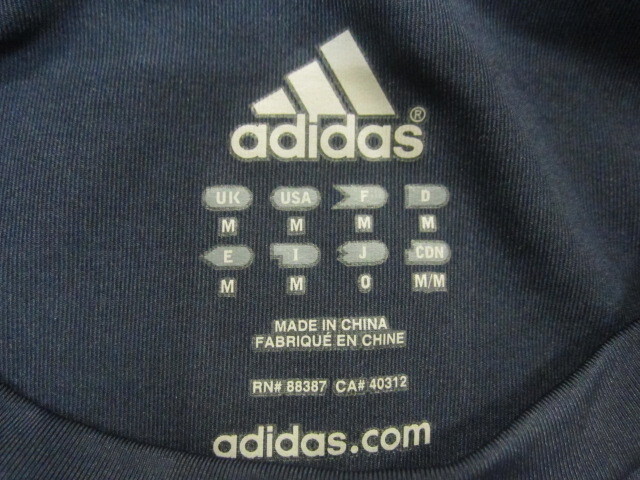 adidas®
UK USA F D
M M M M
E I J CDN
M M O M/M
MADE IN CHINA
FABRIQUÉ EN CHINE
RN# 88387 CA# 40312
adidas.com